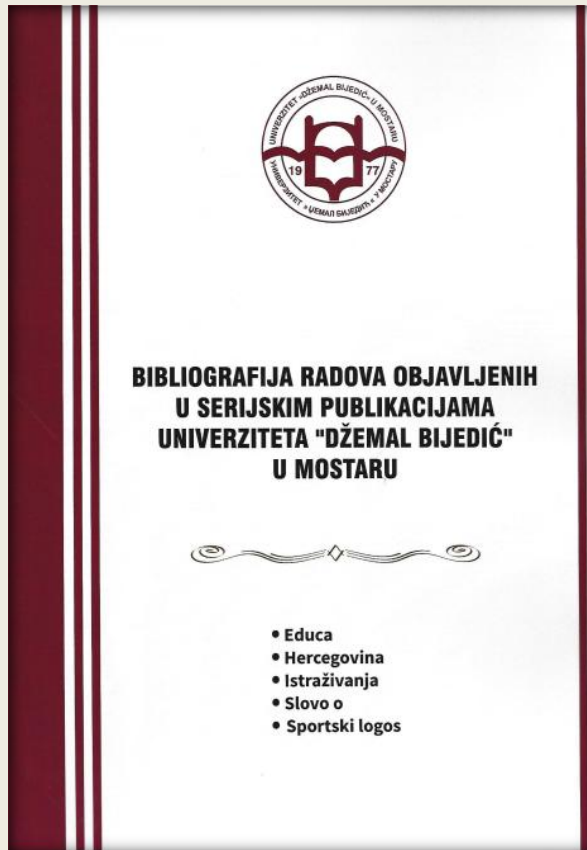 UNIVERZITET »DŽEMAL BIJEDIĆ« U MOSTARU
19 77
УНИВЕРЗИТЕТ »ЏЕМАЛ БИЈЕДИЋ« У МОСТАРУ
BIBLIOGRAFIJA RADOVA OBJAVLJENIH
U SERIJSKIM PUBLIKACIJAMA
UNIVERZITETA "DŽEMAL BIJEDIĆ"
U MOSTARU
• Educa
• Hercegovina
• Istraživanja
• Slovo o
• Sportski logos